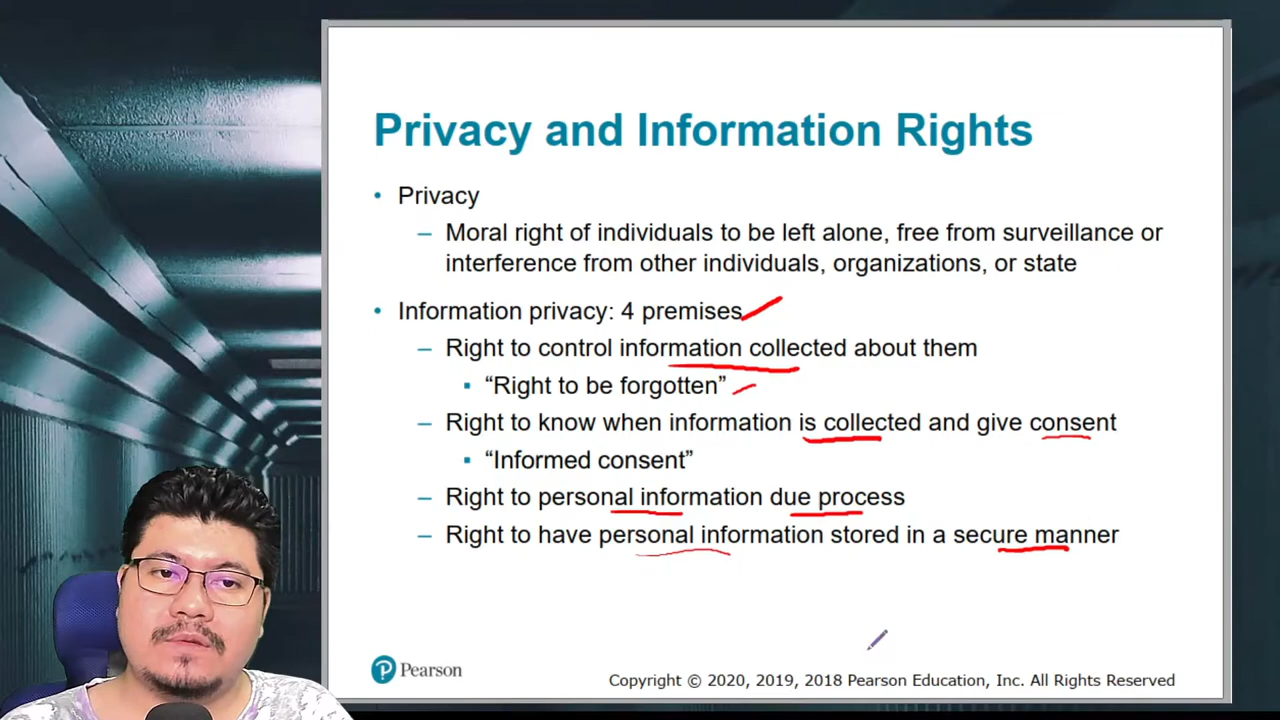 Privacy and Information Rights
• Privacy
– Moral right of individuals to be left alone, free from surveillance or
interference from other individuals, organizations, or state
• Information privacy: 4 premises
– Right to control information collected about them
▪ “Right to be forgotten”
– Right to know when information is collected and give consent
▪ “Informed consent”
– Right to personal information due process
– Right to have personal information stored in a secure manner
Pearson
Copyright © 2020, 2019, 2018 Pearson Education, Inc. All Rights Reserved